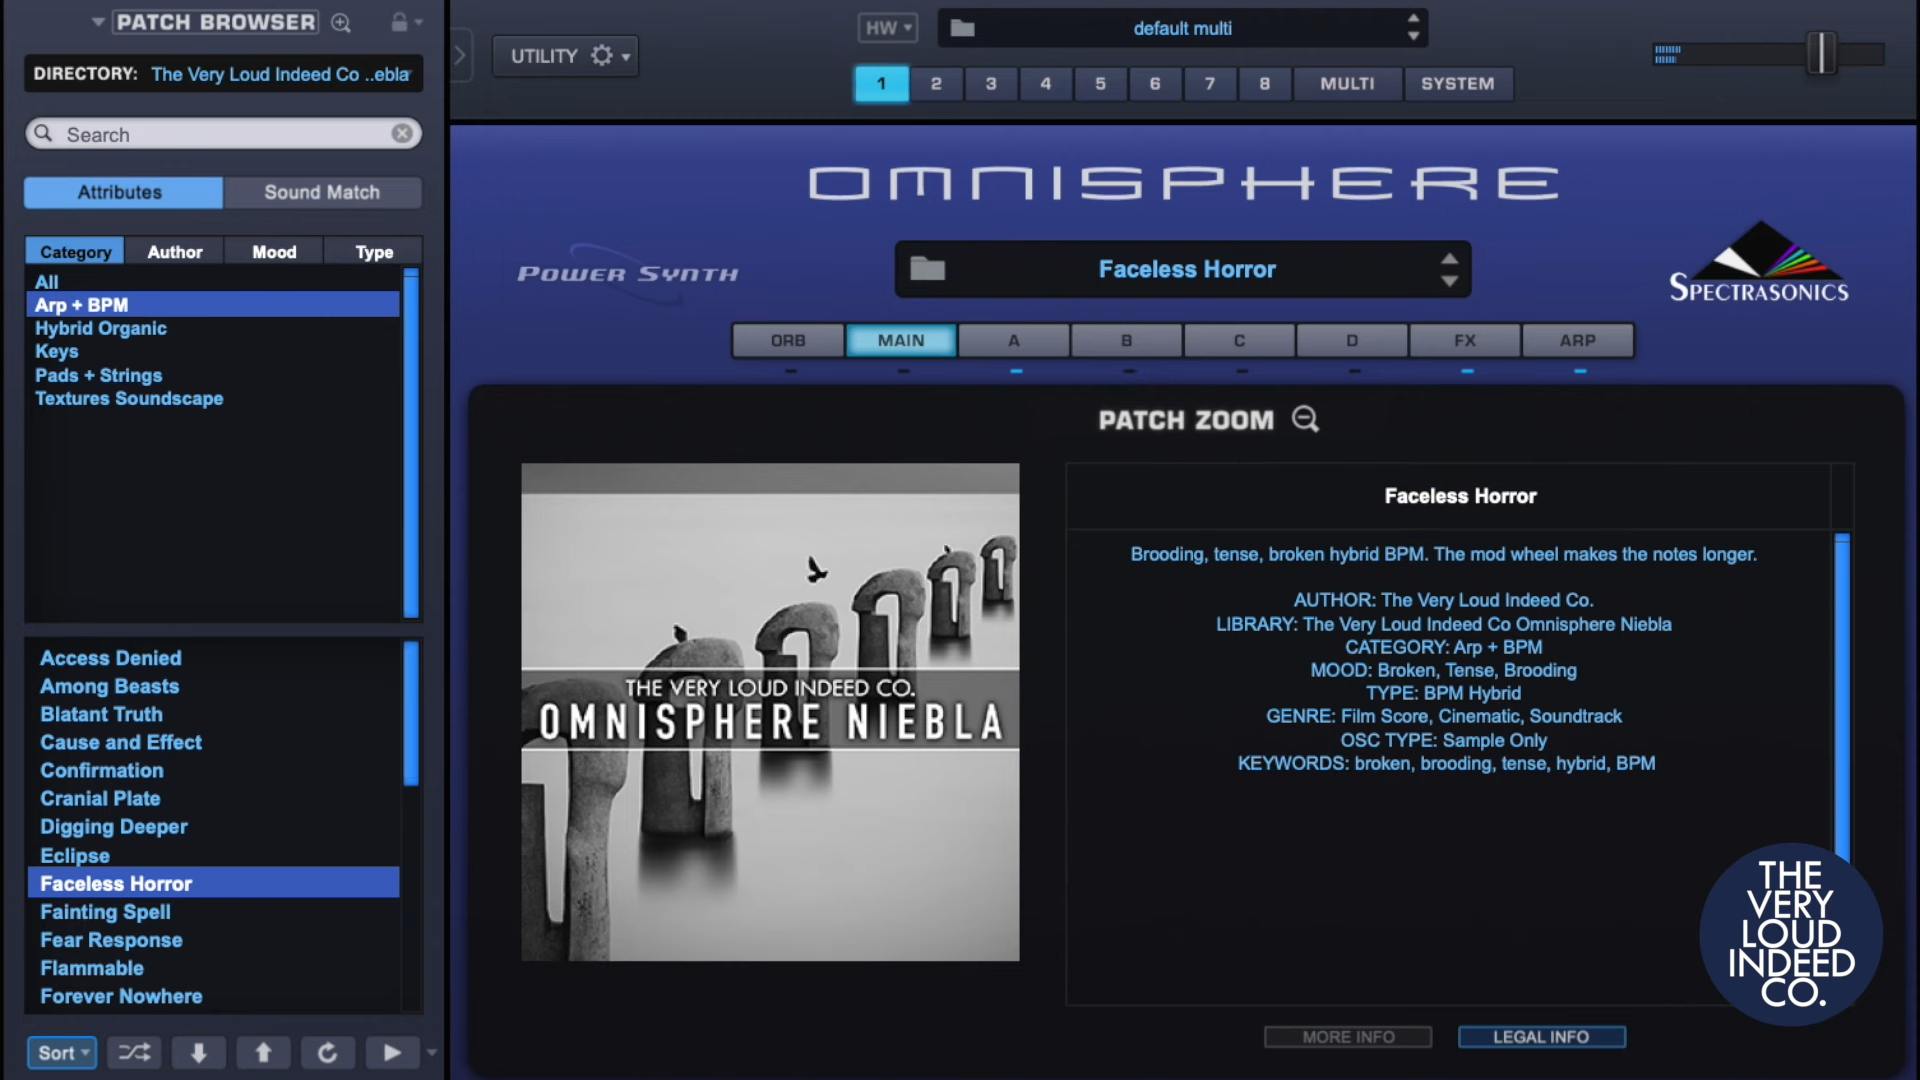 PATCH BROWSER
DIRECTORY: The Very Loud Indeed Co ..ebla
Search
Attributes
Sound Match
Category
Author
Mood
Type
All
Arp + BPM
Hybrid Organic
Keys
Pads + Strings
Textures Soundscape
Access Denied
Among Beasts
Blatant Truth
Cause and Effect
Confirmation
Cranial Plate
Digging Deeper
Eclipse
Faceless Horror
Fainting Spell
Fear Response
Flammable
Forever Nowhere
Sort
UTILITY
HW
default multi
1 2 3 4 5 6 7 8 MULTI SYSTEM
OMNISPHERE
POWER SYNTH
Faceless Horror
SPECTRASONICS
ORB MAIN A B C D FX ARP
PATCH ZOOM
THE VERY LOUD INDEED CO.
OMNISPHERE NIEBLA
Faceless Horror
Brooding, tense, broken hybrid BPM. The mod wheel makes the notes longer.
AUTHOR: The Very Loud Indeed Co.
LIBRARY: The Very Loud Indeed Co Omnisphere Niebla
CATEGORY: Arp + BPM
MOOD: Broken, Tense, Brooding
TYPE: BPM Hybrid
GENRE: Film Score, Cinematic, Soundtrack
OSC TYPE: Sample Only
KEYWORDS: broken, brooding, tense, hybrid, BPM
MORE INFO
LEGAL INFO
THE
VERY
LOUD
INDEED
CO.